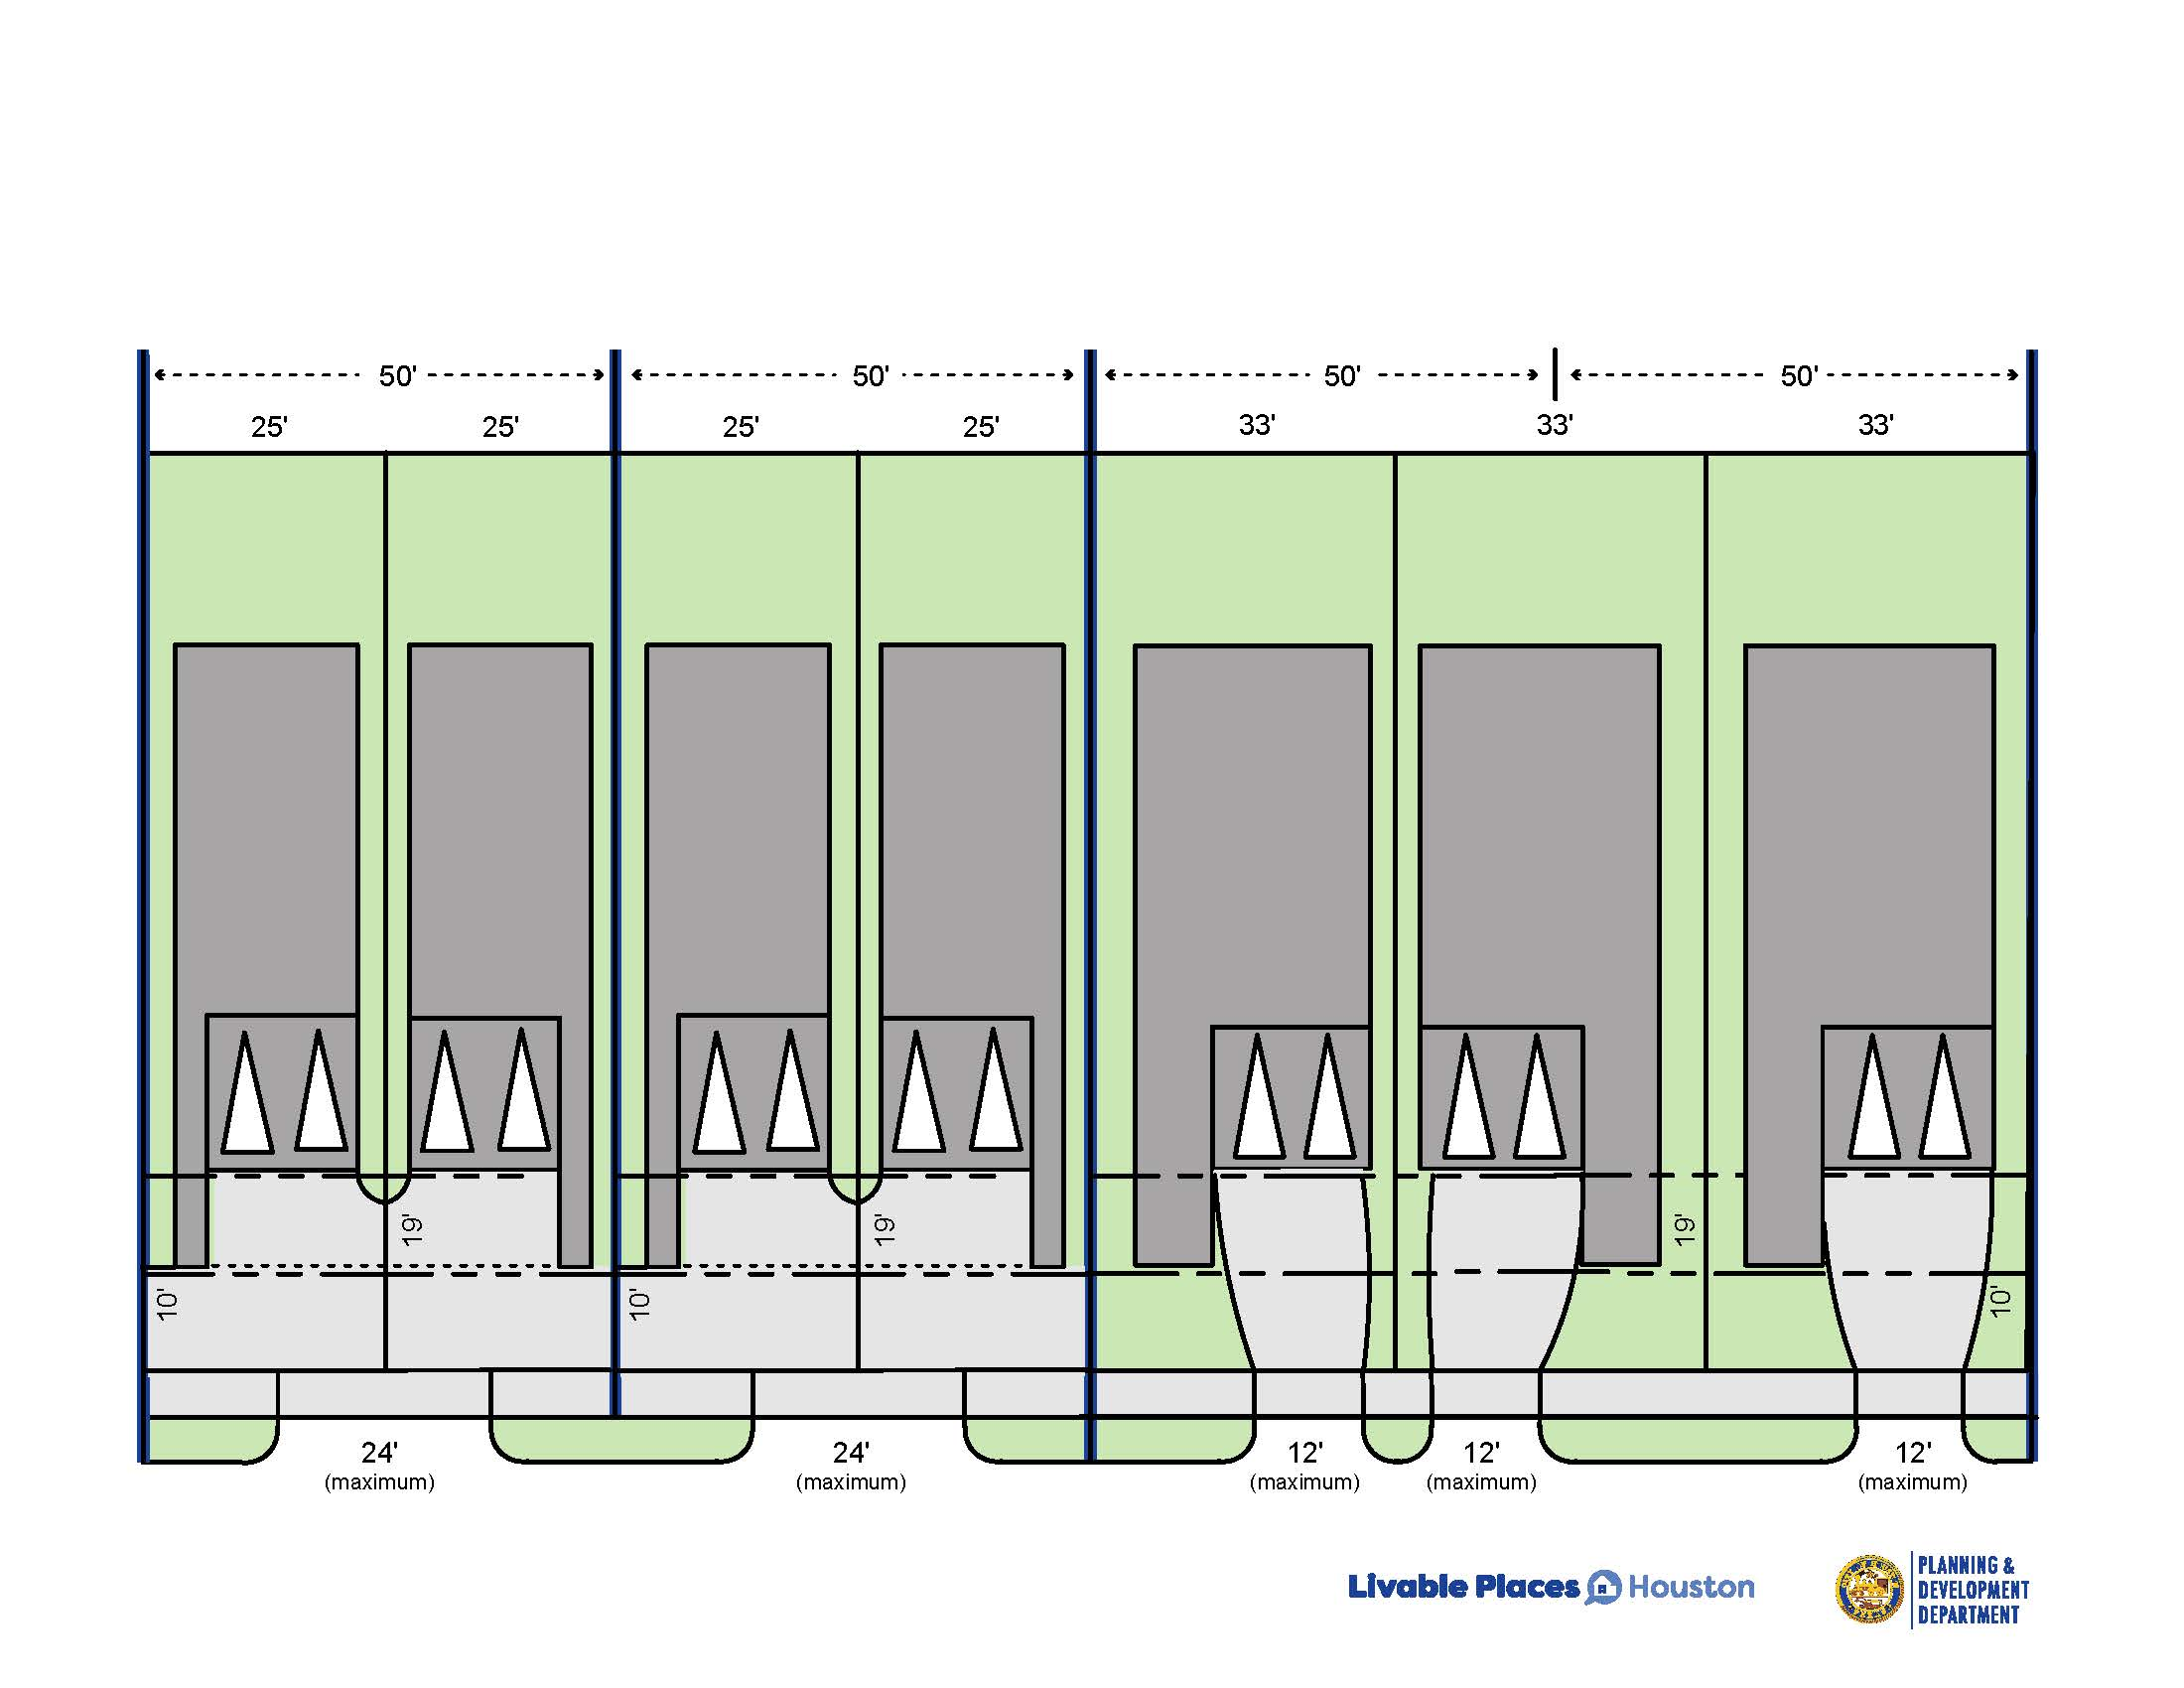 50' 50' 50' 50'
25' 25' 25' 25' 33' 33' 33'
19' 19' 19'
10' 10' 10'
24' 24' 12' 12' 12'
(maximum) (maximum) (maximum) (maximum) (maximum)
Livable Places Houston
PLANNING &
DEVELOPMENT
DEPARTMENT